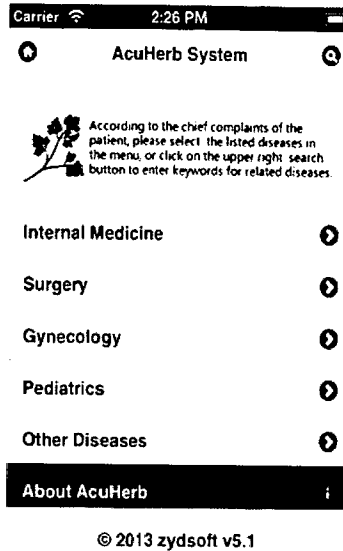 Carrier 2:26 PM
AcuHerb System
According to the chief complaints of the
patient, please select the listed diseases in
the menu, or click on the upper right search
button to enter keywords for related diseases.
Internal Medicine
Surgery
Gynecology
Pediatrics
Other Diseases
About AcuHerb i
© 2013 zydsoft v5.1